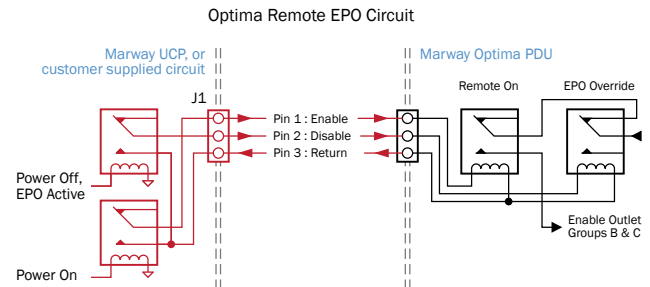 Optima Remote EPO Circuit
Marway UCP, or
customer supplied circuit
Marway Optima PDU
Remote On
EPO Override
J1
Pin 1 : Enable
Pin 2 : Disable
Pin 3 : Return
Power Off,
EPO Active
Power On
Enable Outlet
Groups B & C